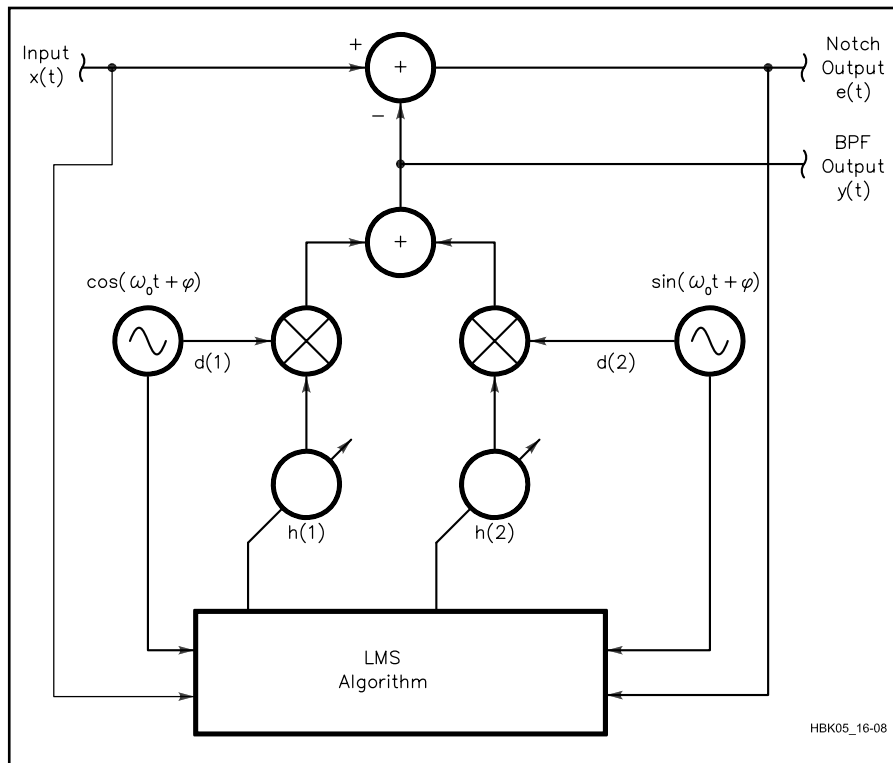 Input
x(t)
+
+
−
Notch
Output
e(t)
BPF
Output
y(t)
+
cos(ω₀t+φ)
sin(ω₀t+φ)
d(1)
d(2)
h(1)
h(2)
LMS
Algorithm
HBK05_16-08